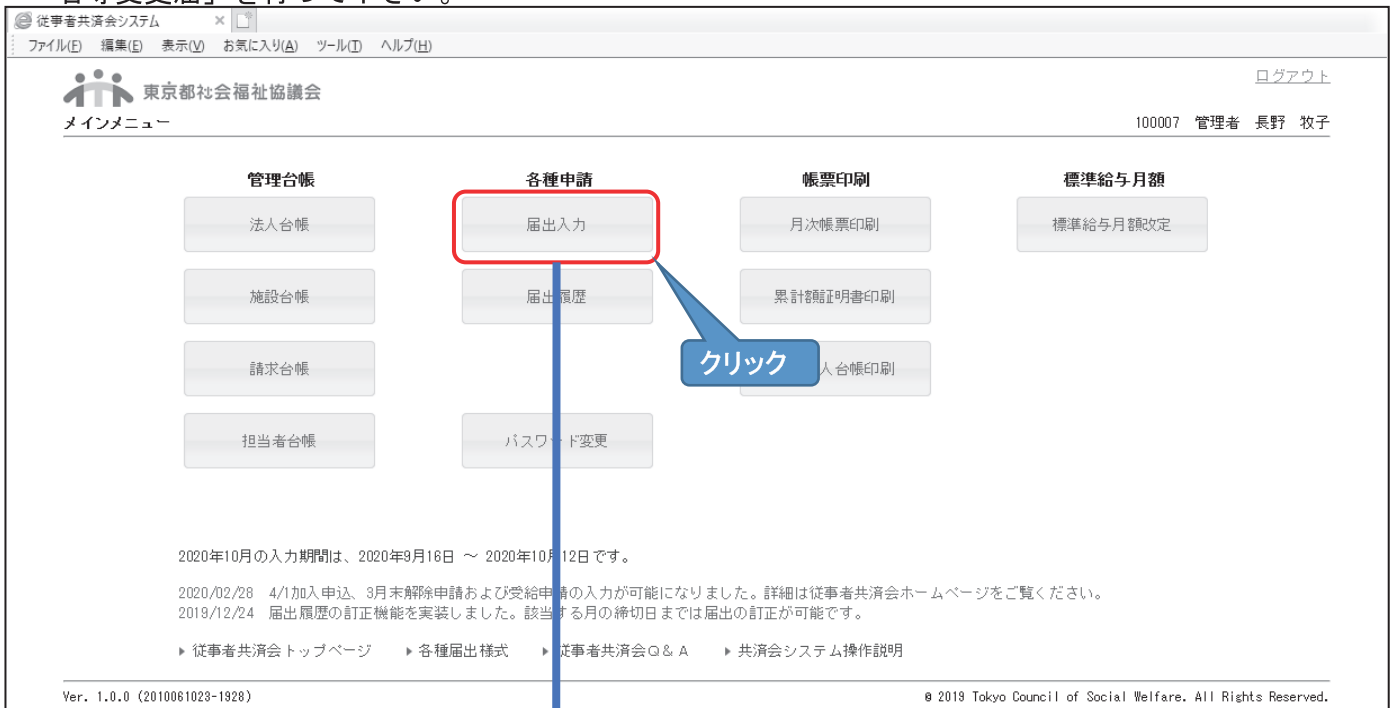 従事者共済会システム
ファイル(F) 編集(E) 表示(V) お気に入り(A) ツール(T) ヘルプ(H)
東京都社会福祉協議会
ログアウト
メインメニュー
100007 管理者 長野 牧子
管理台帳 各種申請 帳票印刷 標準給与月額
法人台帳 届出入力 月次帳票印刷 標準給与月額改定
施設台帳 届出履歴 累計額証明書印刷
クリック
請求台帳 人台帳印刷
担当者台帳 パスワード変更
2020年10月の入力期間は、2020年9月16日 ～ 2020年10月12日です。
2020/02/28 4/1加入申込、3月末解除申請および受給申請の入力が可能になりました。詳細は従事者共済会ホームページをご覧ください。
2019/12/24 届出履歴の訂正機能を実装しました。該当する月の締切日までは届出の訂正が可能です。
従事者共済会トップページ 各種届出様式 従事者共済会Q＆A 共済会システム操作説明
Ver. 1.0.0 (2010061023-1928)
© 2019 Tokyo Council of Social Welfare. All Rights Reserved.